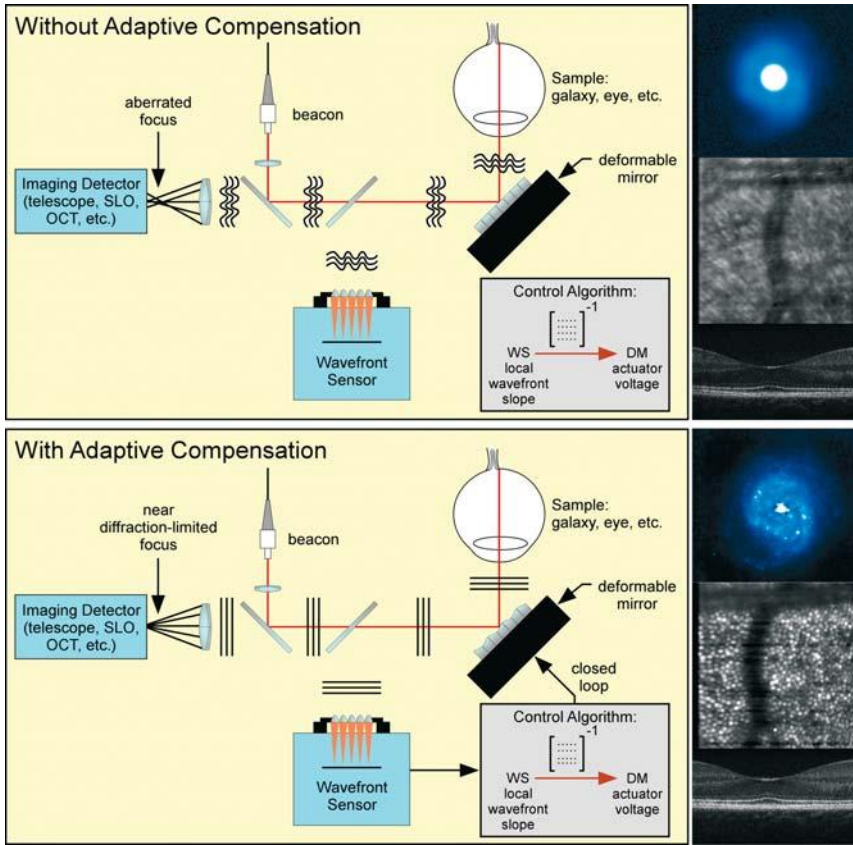 Without Adaptive Compensation
aberrated
focus
beacon
Sample:
galaxy, eye, etc.
deformable
mirror
Imaging Detector
(telescope, SLO,
OCT, etc.)
Wavefront
Sensor
Control Algorithm:
-1
WS
local
wavefront
slope
DM
actuator
voltage
With Adaptive Compensation
near
diffraction-limited
focus
beacon
Sample:
galaxy, eye, etc.
deformable
mirror
Imaging Detector
(telescope, SLO,
OCT, etc.)
closed
loop
Wavefront
Sensor
Control Algorithm:
-1
WS
local
wavefront
slope
DM
actuator
voltage